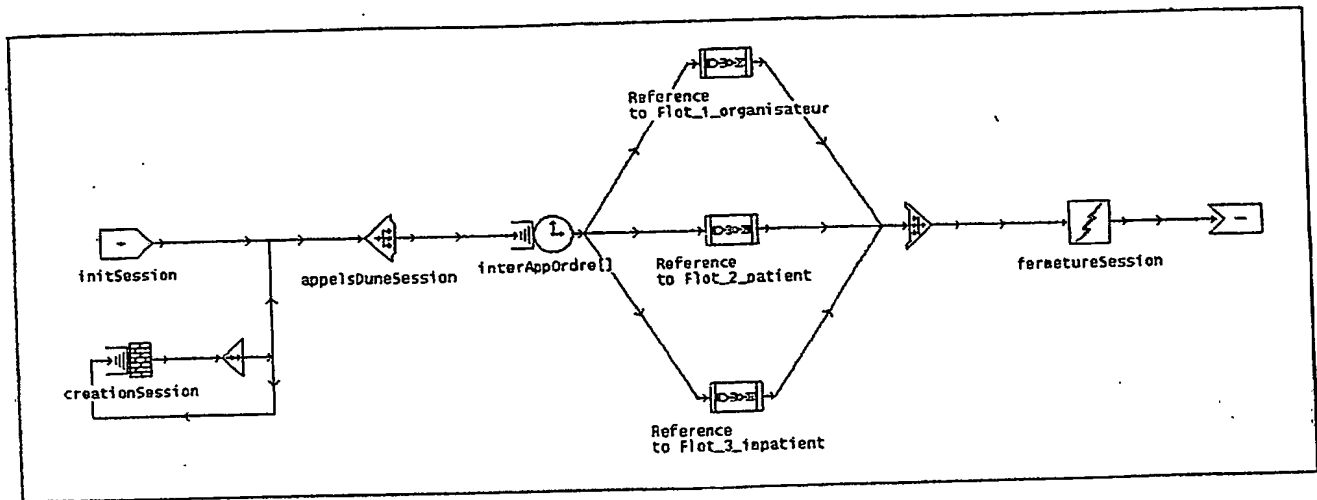 Reference
to Flot_1_organisateur
initSession
appelsDuneSession
interAppOrdre[]
Reference
to Flot_2_patient
fermetureSession
creationSession
Reference
to Flot_3_impatient